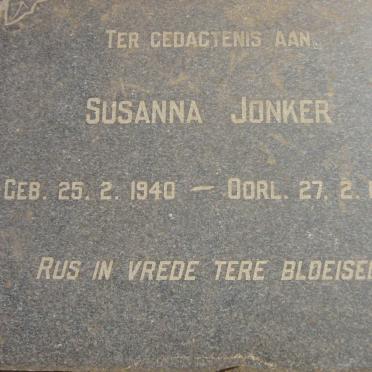 TER GEDACTENIS AAN
SUSANNA JONKER
GEB. 25. 2. 1940 — OORL. 27. 2.
RUS IN VREDE TERE